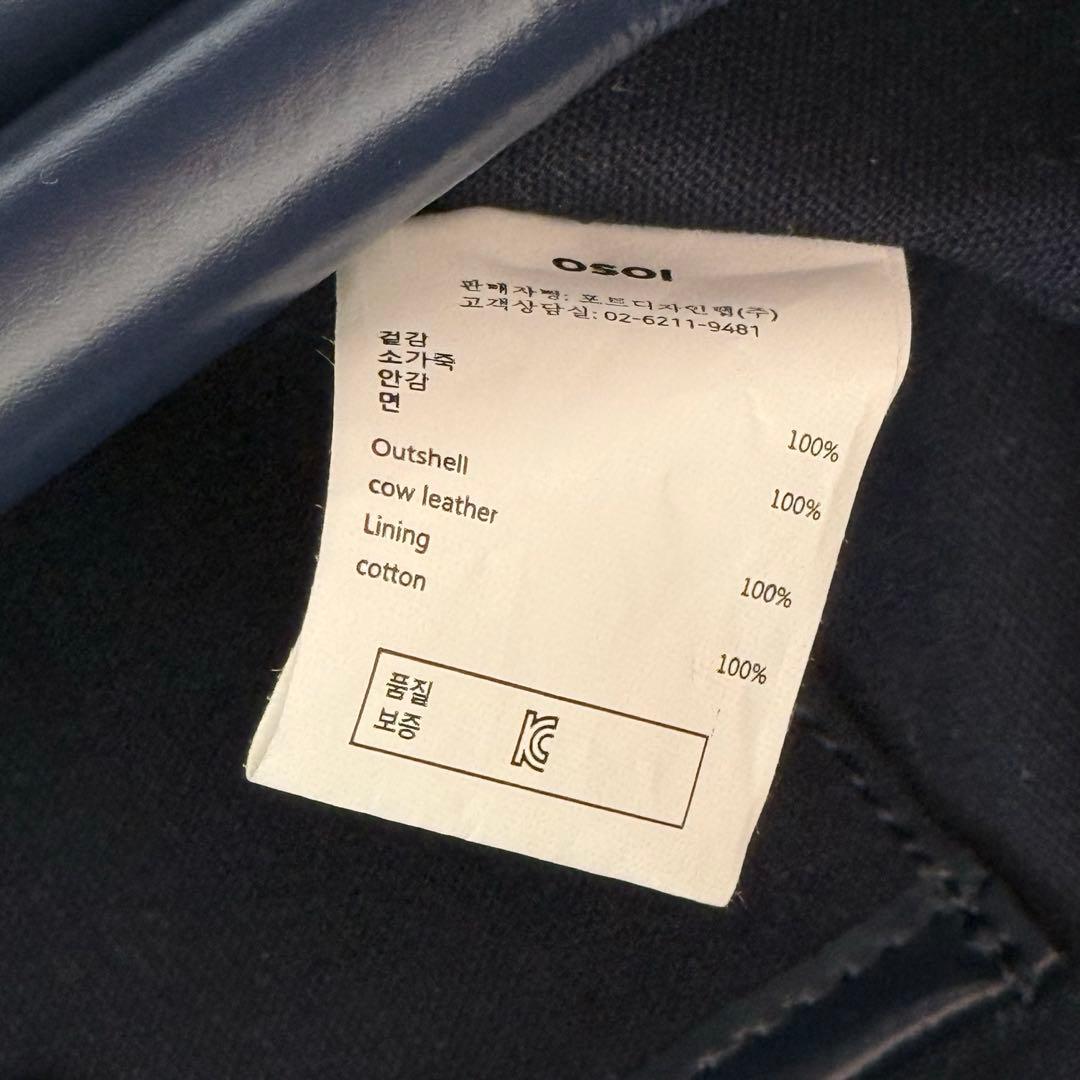 OSOI
판매자명: 포트디자인랩(주)
고객상담실: 02-6211-9481
겉감
소가죽 100%
안감
면 100%
Outshell
cow leather 100%
Lining
cotton 100%
품질
보증
KC